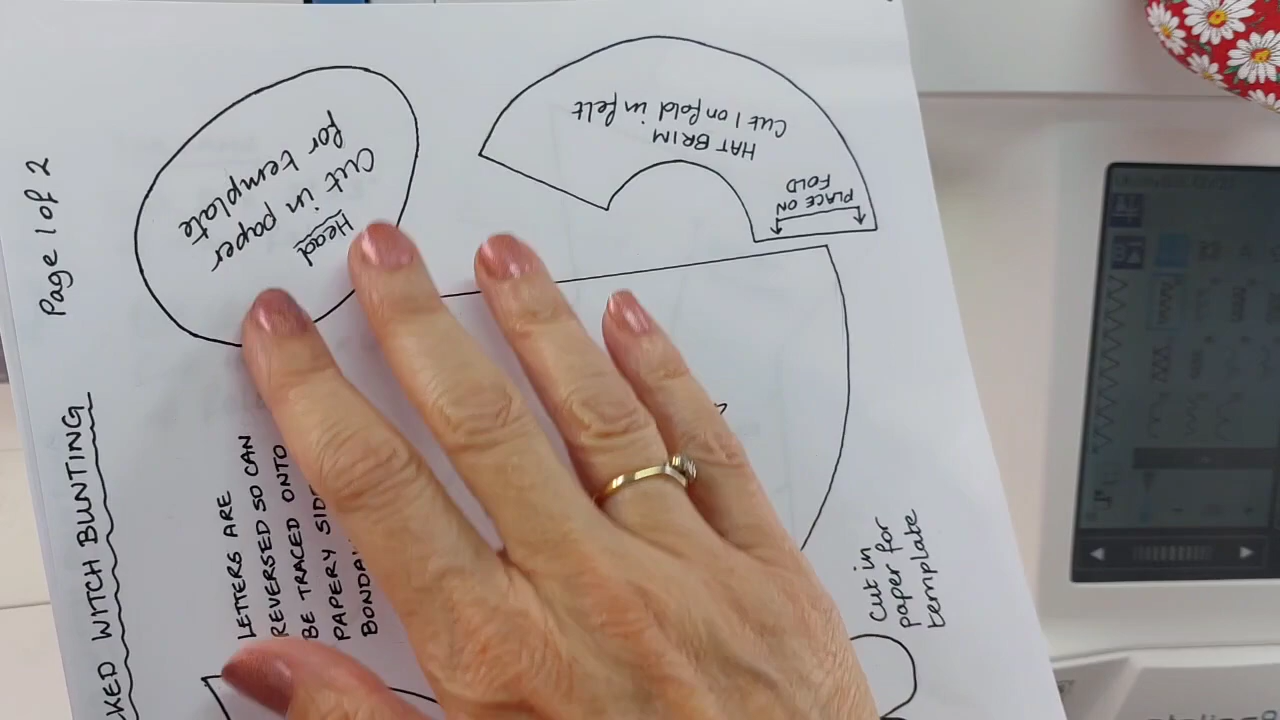 Page 1 of 2
WITCH BUNTING
Head
Cut in paper
for template
HAT BRIM
Cut 1 on fold in felt
PLACE ON
FOLD
LETTERS ARE
REVERSED SO CAN
BE TRACED ONTO
PAPERY
Cut in
paper for
template